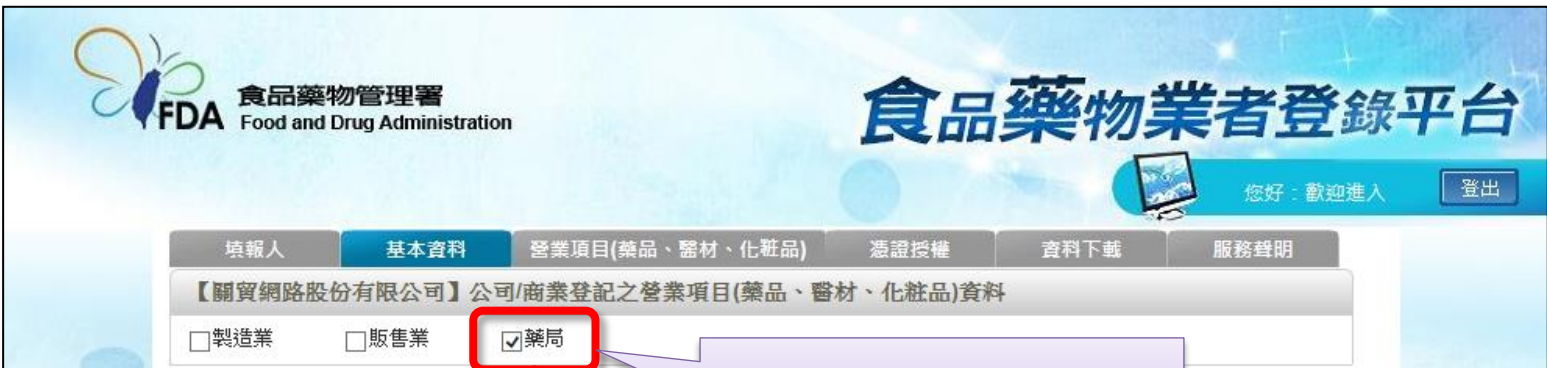 食品藥物管理署
FDA Food and Drug Administration
食品藥物業者登錄平台
您好：歡迎進入 登出
填報人 基本資料 營業項目(藥品、醫材、化粧品) 憑證授權 資料下載 服務聲明
【關貿網路股份有限公司】公司/商業登記之營業項目(藥品、醫材、化粧品)資料
製造業 販售業 藥局